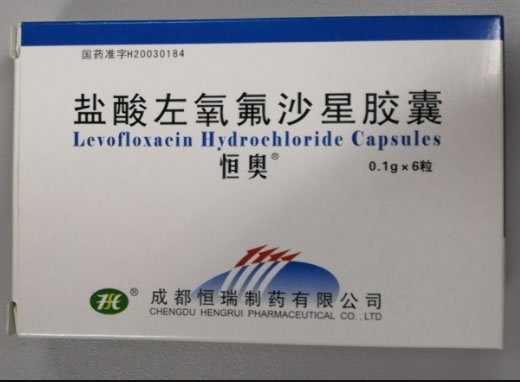 国药准字H20030184
盐酸左氧氟沙星胶囊
Levofloxacin Hydrochloride Capsules
恒奥®
0.1g×6粒
成都恒瑞制药有限公司
CHENGDU HENGRUI PHARMACEUTICAL CO.,LTD